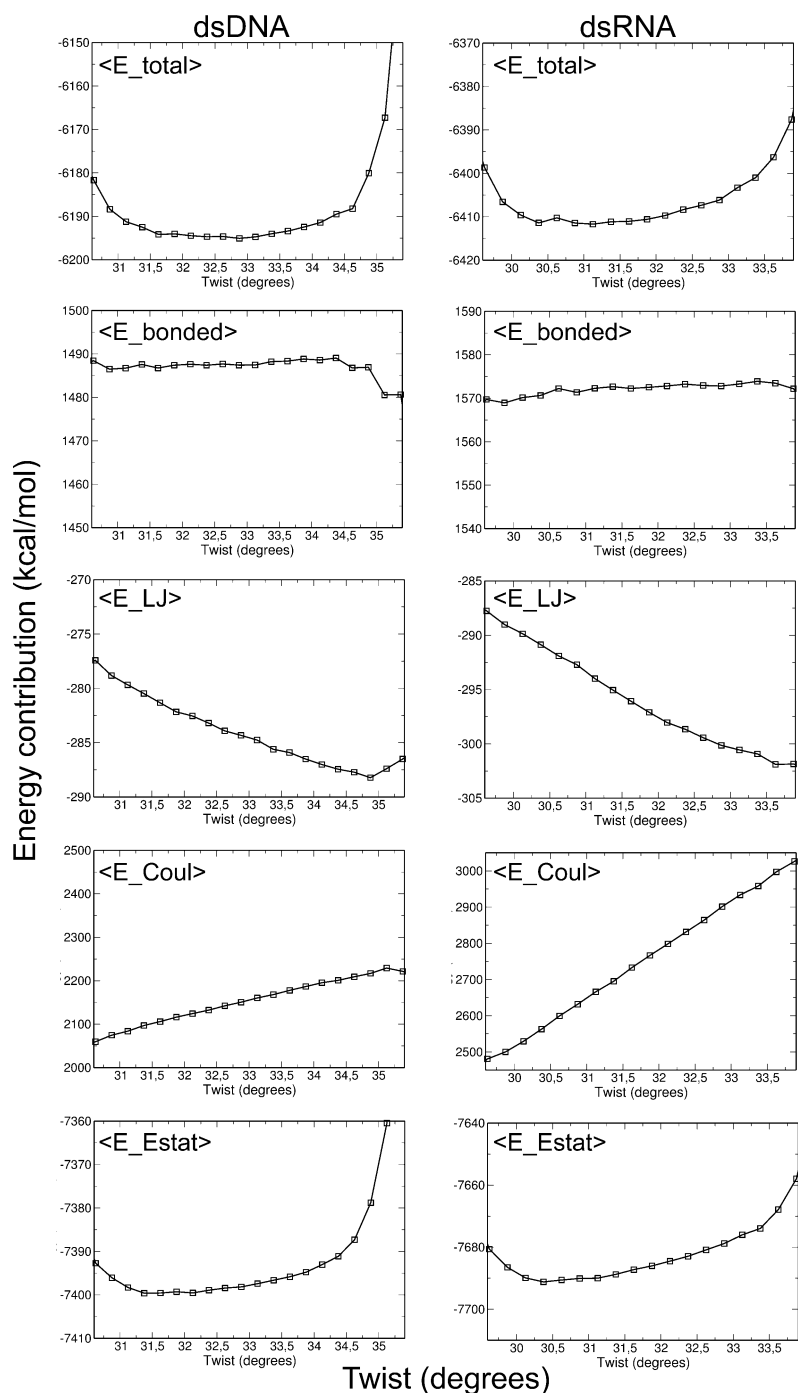 dsDNA dsRNA
<E_total>
-6150
-6160
-6170
-6180
-6190
-6200
31 31,5 32 32,5 33 33,5 34 34,5 35
Twist (degrees)
<E_total>
-6370
-6380
-6390
-6400
-6410
-6420
30 30,5 31 31,5 32 32,5 33 33,5
Twist (degrees)
<E_bonded>
1500
1490
1480
1470
1460
1450
31 31,5 32 32,5 33 33,5 34 34,5 35
Twist (degrees)
<E_bonded>
1590
1580
1570
1560
1550
1540
30 30,5 31 31,5 32 32,5 33 33,5
Twist (degrees)
Energy contribution (kcal/mol)
<E_LJ>
-270
-275
-280
-285
-290
31 31,5 32 32,5 33 33,5 34 34,5 35
Twist (degrees)
<E_LJ>
-285
-290
-295
-300
-305
30 30,5 31 31,5 32 32,5 33 33,5
Twist (degrees)
<E_Coul>
2500
2400
2300
2200
2100
2000
31 31,5 32 32,5 33 33,5 34 34,5 35
Twist (degrees)
<E_Coul>
3000
2900
2800
2700
2600
2500
30 30,5 31 31,5 32 32,5 33 33,5
Twist (degrees)
<E_Estat>
-7360
-7370
-7380
-7390
-7400
-7410
31 31,5 32 32,5 33 33,5 34 34,5 35
Twist (degrees)
<E_Estat>
-7640
-7660
-7680
-7700
30 30,5 31 31,5 32 32,5 33 33,5
Twist (degrees)
Twist (degrees)